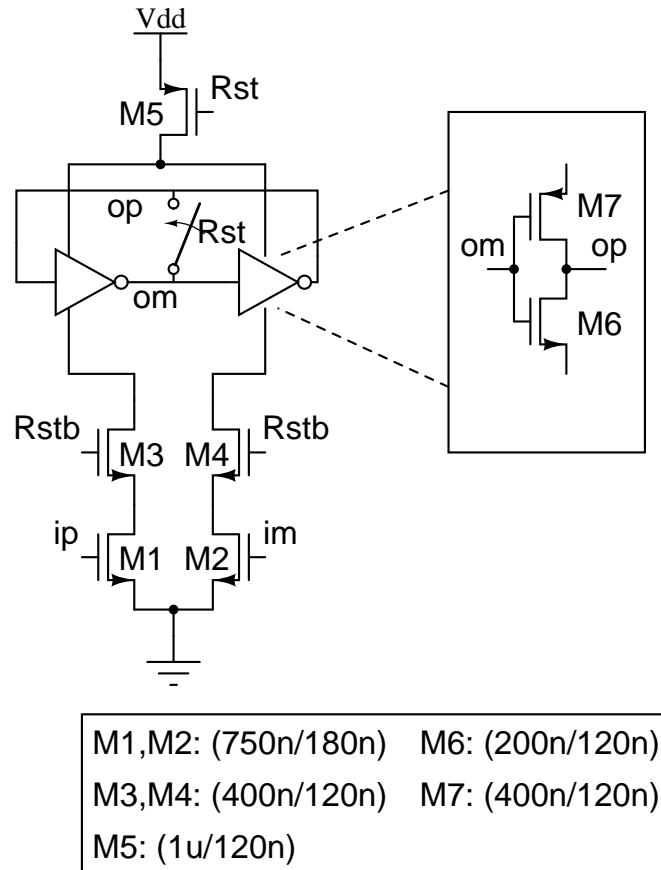 Vdd
Rst
M5
op
Rst
om
M7
om
op
M6
Rstb
Rstb
M3
M4
ip
im
M1
M2
M1,M2: (750n/180n) M6: (200n/120n)
M3,M4: (400n/120n) M7: (400n/120n)
M5: (1u/120n)